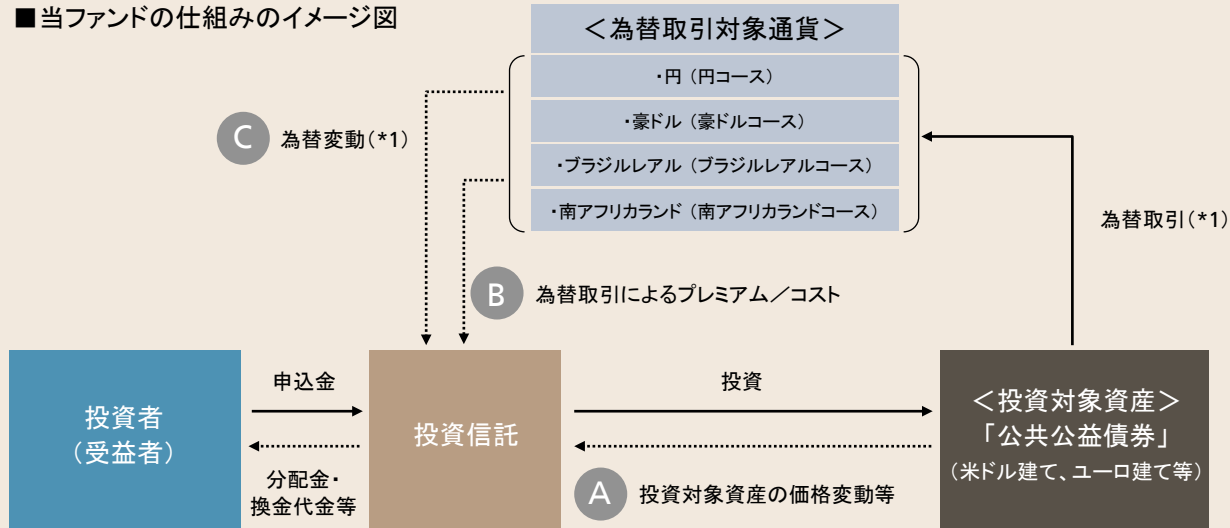 ■当ファンドの仕組みのイメージ図
＜為替取引対象通貨＞
・円（円コース）
・豪ドル（豪ドルコース）
・ブラジルレアル（ブラジルレアルコース）
・南アフリカランド（南アフリカランドコース）
C 為替変動(*1)
為替取引(*1)
B 為替取引によるプレミアム／コスト
投資者
（受益者）
申込金
分配金・
換金代金等
投資信託
投資
A 投資対象資産の価格変動等
＜投資対象資産＞
「公共公益債券」
（米ドル建て、ユーロ建て等）